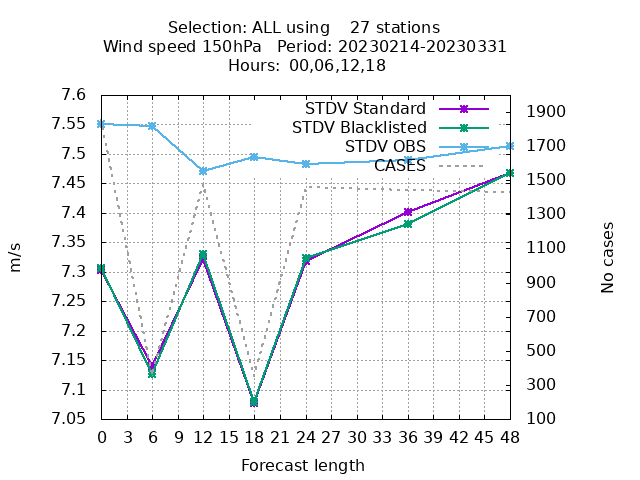 Selection: ALL using    27 stations
Wind speed 150hPa   Period: 20230214-20230331
Hours: 00,06,12,18
STDV Standard
STDV Blacklisted
STDV OBS
CASES
7.6
7.55
7.5
7.45
7.4
7.35
7.3
7.25
7.2
7.15
7.1
7.05
m/s
1900
1700
1500
1300
1100
900
700
500
300
100
No cases
0 3 6 9 12 15 18 21 24 27 30 33 36 39 42 45 48
Forecast length